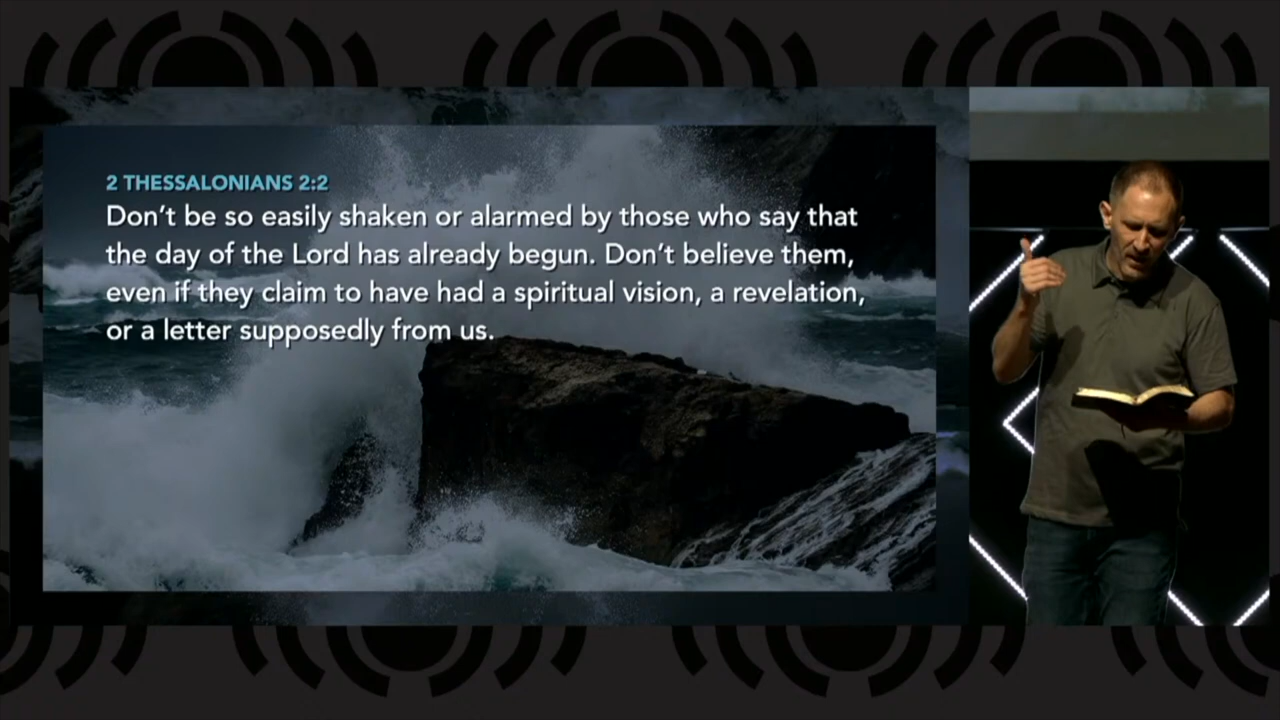 2 THESSALONIANS 2:2
Don't be so easily shaken or alarmed by those who say that
the day of the Lord has already begun. Don't believe them,
even if they claim to have had a spiritual vision, a revelation,
or a letter supposedly from us.